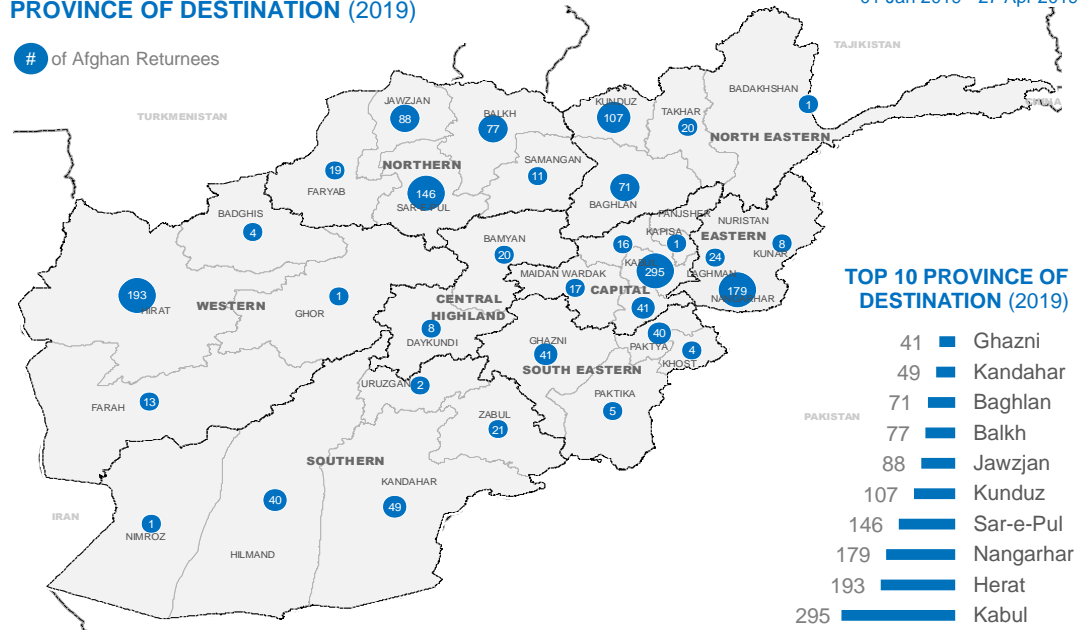 PROVINCE OF DESTINATION (2019)
# of Afghan Returnees
TAJIKISTAN
TURKMENISTAN
BADAKHSHAN
1
JAWZJAN
88
BALKH
77
KUNDUZ
107
TAKHAR
20
NORTH EASTERN
NORTHERN
SAMANGAN
11
19
FARYAB
146
SAR-E-PUL
71
BAGHLAN
BADGHIS
4
PANJSHER
NURISTAN
KAPISA
EASTERN
BAMYAN
20
16
1
8
KUNAR
24
LAGHMAN
295
MAIDAN WARDAK
17
CAPITAL
179
193
HIRAT
WESTERN
1
GHOR
CENTRAL
HIGHLAND
8
DAYKUNDI
41
GHAZNI
41
40
PAKTYA
4
KHOST
SOUTH EASTERN
URUZGAN
2
PAKTIKA
5
FARAH
13
ZABUL
21
SOUTHERN
KANDAHAR
49
40
HILMAND
1
NIMROZ
IRAN
PAKISTAN
TOP 10 PROVINCE OF
DESTINATION (2019)
41 Ghazni
49 Kandahar
71 Baghlan
77 Balkh
88 Jawzjan
107 Kunduz
146 Sar-e-Pul
179 Nangarhar
193 Herat
295 Kabul